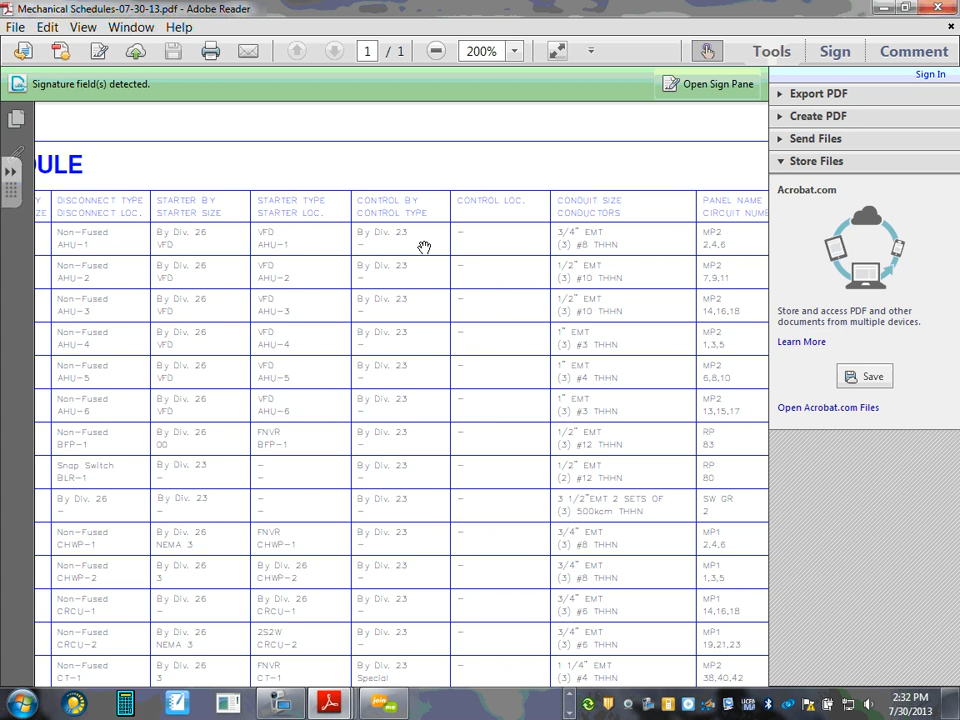 Mechanical Schedules-07-30-13.pdf - Adobe Reader
File Edit View Window Help
1 / 1 200% Tools Sign Comment
Signature field(s) detected. Open Sign Pane
Sign In
Export PDF
Create PDF
Send Files
Store Files
Acrobat.com
Store and access PDF and other
documents from multiple devices.
Learn More
Save
Open Acrobat.com Files
DULE
Y DISCONNECT TYPE STARTER BY STARTER TYPE CONTROL BY CONTROL LOC. CONDUIT SIZE PANEL NAME
ZE DISCONNECT LOC. STARTER SIZE STARTER LOC. CONTROL TYPE CONDUCTORS CIRCUIT NUM
Non-Fused By Div. 26 VFD By Div. 23 - 3/4" EMT MP2
AHU-1 VFD AHU-1 - (3) #8 THHN 2,4,6
Non-Fused By Div. 26 VFD By Div. 23 - 1/2" EMT MP2
AHU-2 VFD AHU-2 - (3) #10 THHN 7,9,11
Non-Fused By Div. 26 VFD By Div. 23 - 1/2" EMT MP2
AHU-3 VFD AHU-3 - (3) #10 THHN 14,16,18
Non-Fused By Div. 26 VFD By Div. 23 - 1" EMT MP2
AHU-4 VFD AHU-4 - (3) #3 THHN 1,3,5
Non-Fused By Div. 26 VFD By Div. 23 - 1" EMT MP2
AHU-5 VFD AHU-5 - (3) #4 THHN 6,8,10
Non-Fused By Div. 26 VFD By Div. 23 - 1" EMT MP2
AHU-6 VFD AHU-6 - (3) #3 THHN 13,15,17
Non-Fused By Div. 26 FNVR By Div. 23 - 1/2" EMT RP
BFP-1 00 BFP-1 - (3) #12 THHN 83
Snap Switch By Div. 23 - By Div. 23 - 1/2" EMT RP
BLR-1 - - (2) #12 THHN 80
By Div. 26 By Div. 23 - By Div. 23 - 3 1/2"EMT 2 SETS OF SW GR
- - - (3) 500kcm THHN 2
Non-Fused By Div. 26 FNVR By Div. 23 - 3/4" EMT MP1
CHWP-1 NEMA 3 CHWP-1 - (3) #8 THHN 2,4,6
Non-Fused By Div. 26 By Div. 26 By Div. 23 - 3/4" EMT MP1
CHWP-2 3 CHWP-2 - (3) #8 THHN 1,3,5
Non-Fused By Div. 26 By Div. 26 By Div. 23 - 3/4" EMT MP1
CRCU-1 - CRCU-1 - (3) #6 THHN 14,16,18
Non-Fused By Div. 26 2S2W By Div. 23 - 3/4" EMT MP1
CRCU-2 NEMA 3 CRCU-2 - (3) #6 THHN 19,21,23
Non-Fused By Div. 26 FNVR By Div. 23 - 1 1/4" EMT MP2
CT-1 3 CT-1 Special (3) #4 THHN 38,40,42
2:32 PM
7/30/2013